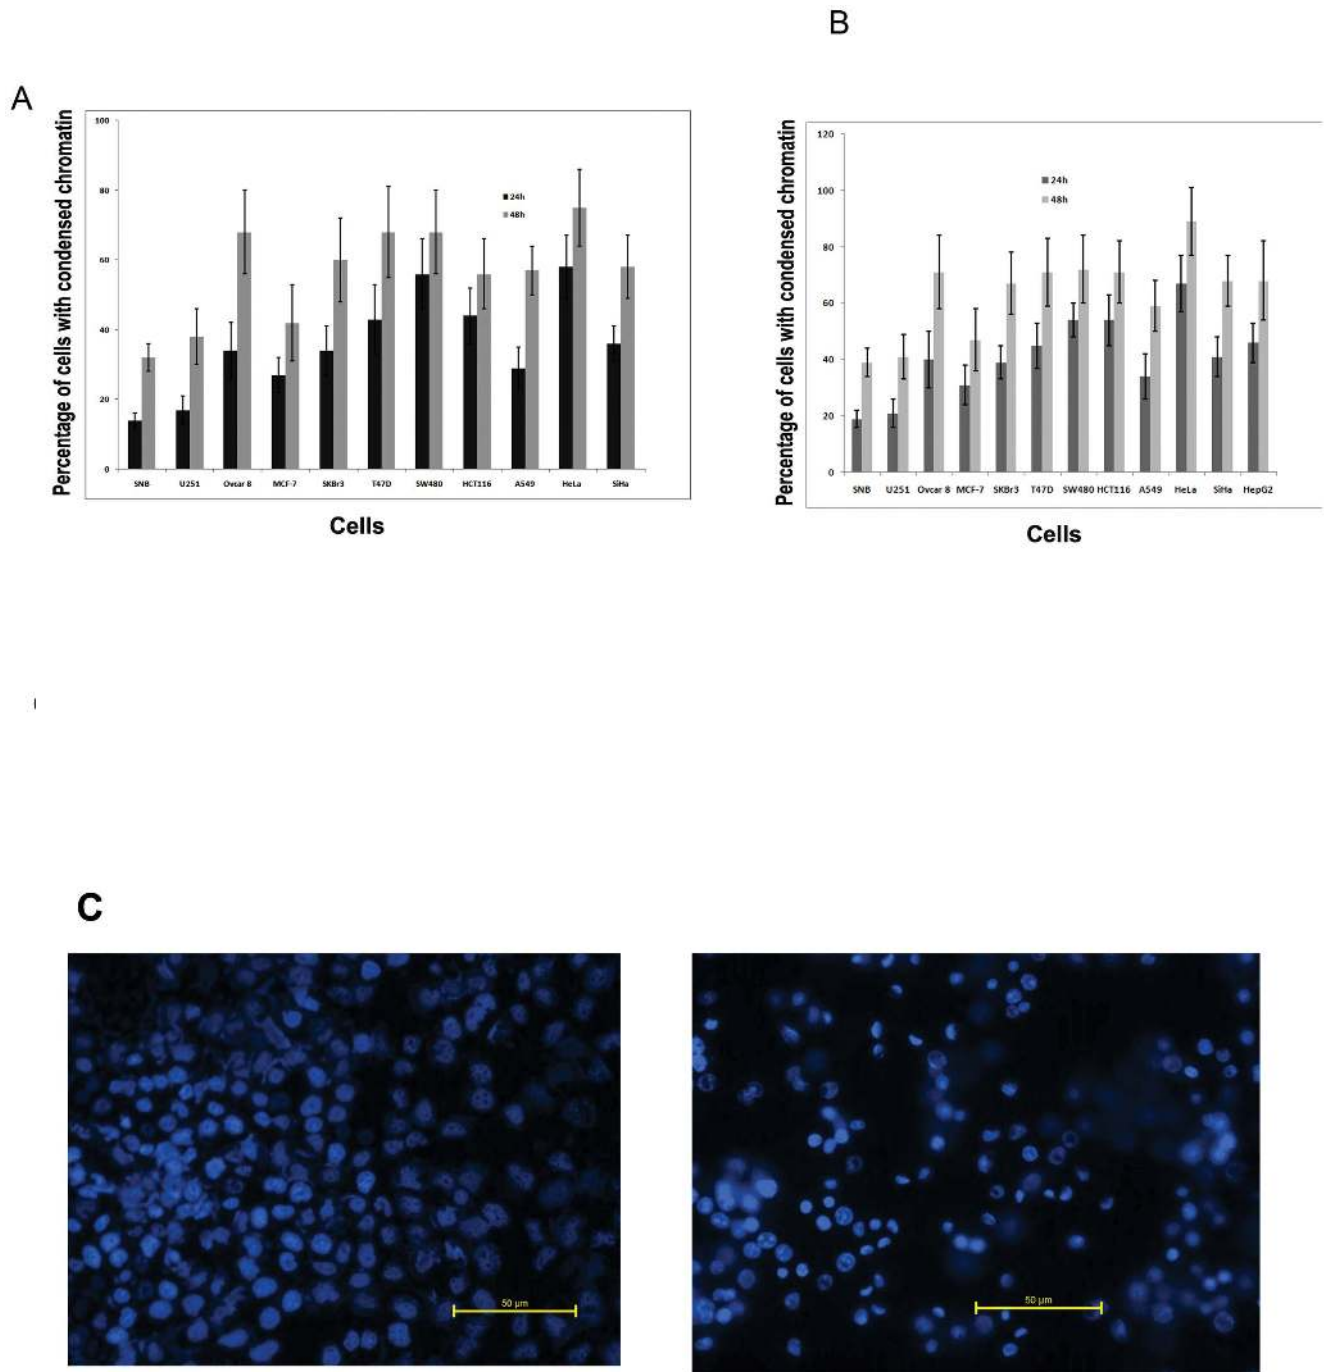 B
A
Percentage of cells with condensed chromatin
100
80
60
40
20
0
24h
48h
SNB U251 Ovcar 8 MCF-7 SKBr3 T47D SW480 HCT116 A549 HeLa SiHa
Cells
Percentage of cells with condensed chromatin
120
100
80
60
40
20
0
24h
48h
SNB U251 Ovcar 8 MCF-7 SKBr3 T47D SW480 HCT116 A549 HeLa SiHa HepG2
Cells
C
50 µm
50 µm